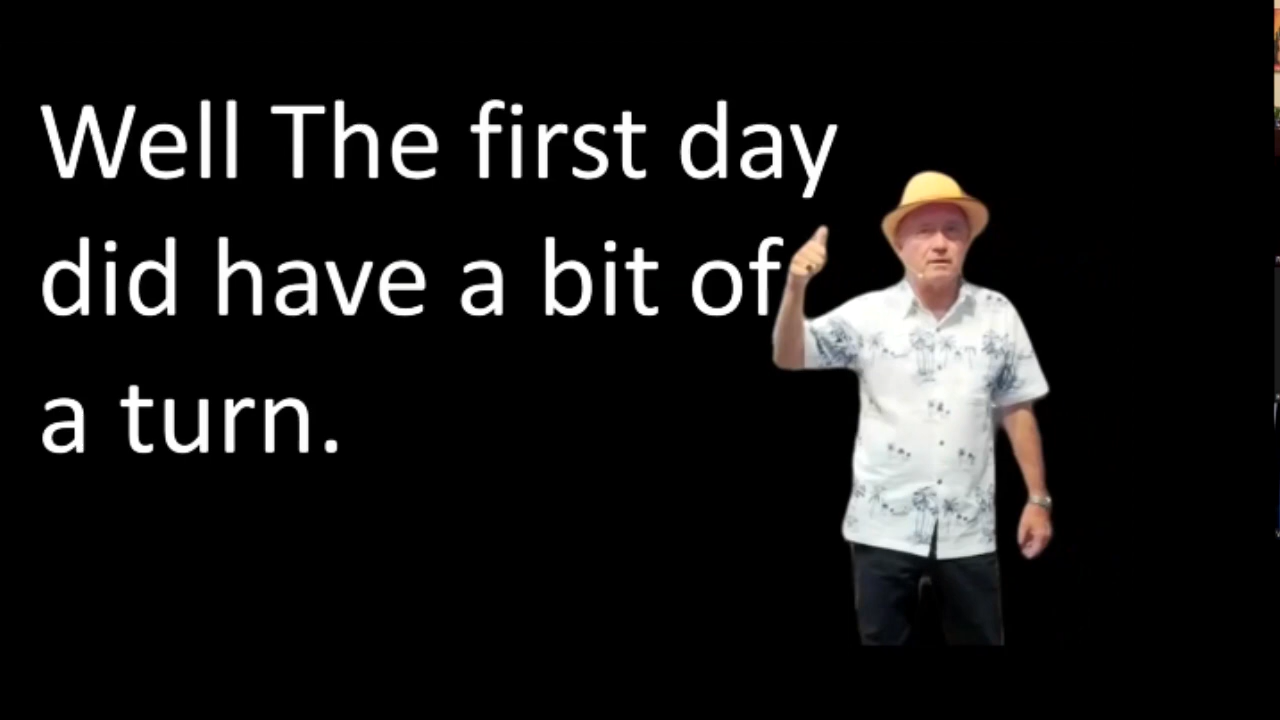 Well The first day
did have a bit of
a turn.